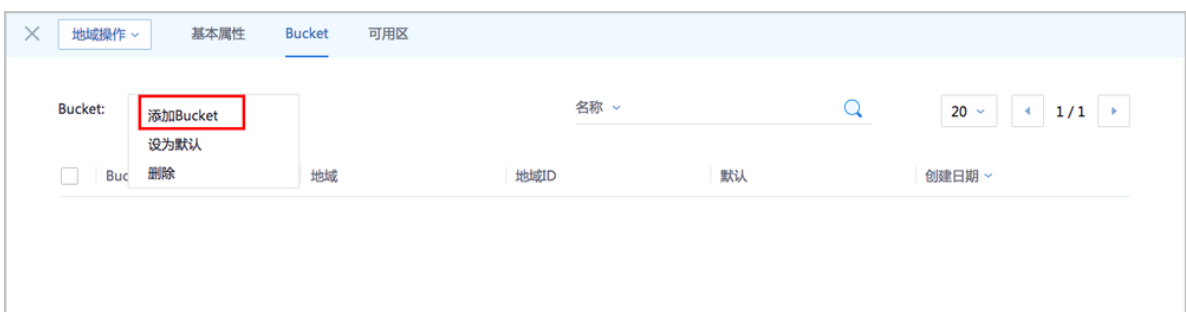 地域操作 基本属性 Bucket 可用区
Bucket: 添加Bucket 名称 20 1 / 1
设为默认
删除
Buc 地域 地域ID 默认 创建日期